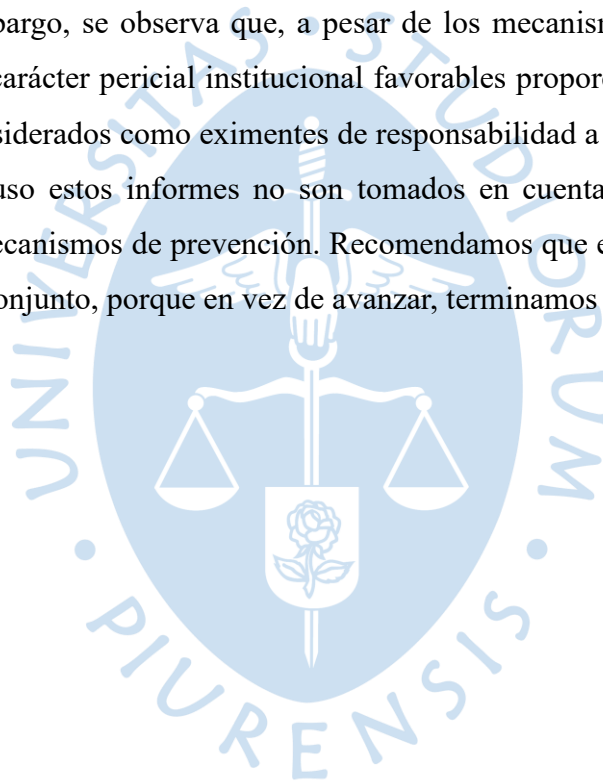 bargo, se observa que, a pesar de los mecanism
carácter pericial institucional favorables propor
siderados como eximentes de responsabilidad a
uso estos informes no son tomados en cuenta
ecanismos de prevención. Recomendamos que e
onjunto, porque en vez de avanzar, terminamos
UNIVERSITAS • STUDIORUM • PIURENSIS •